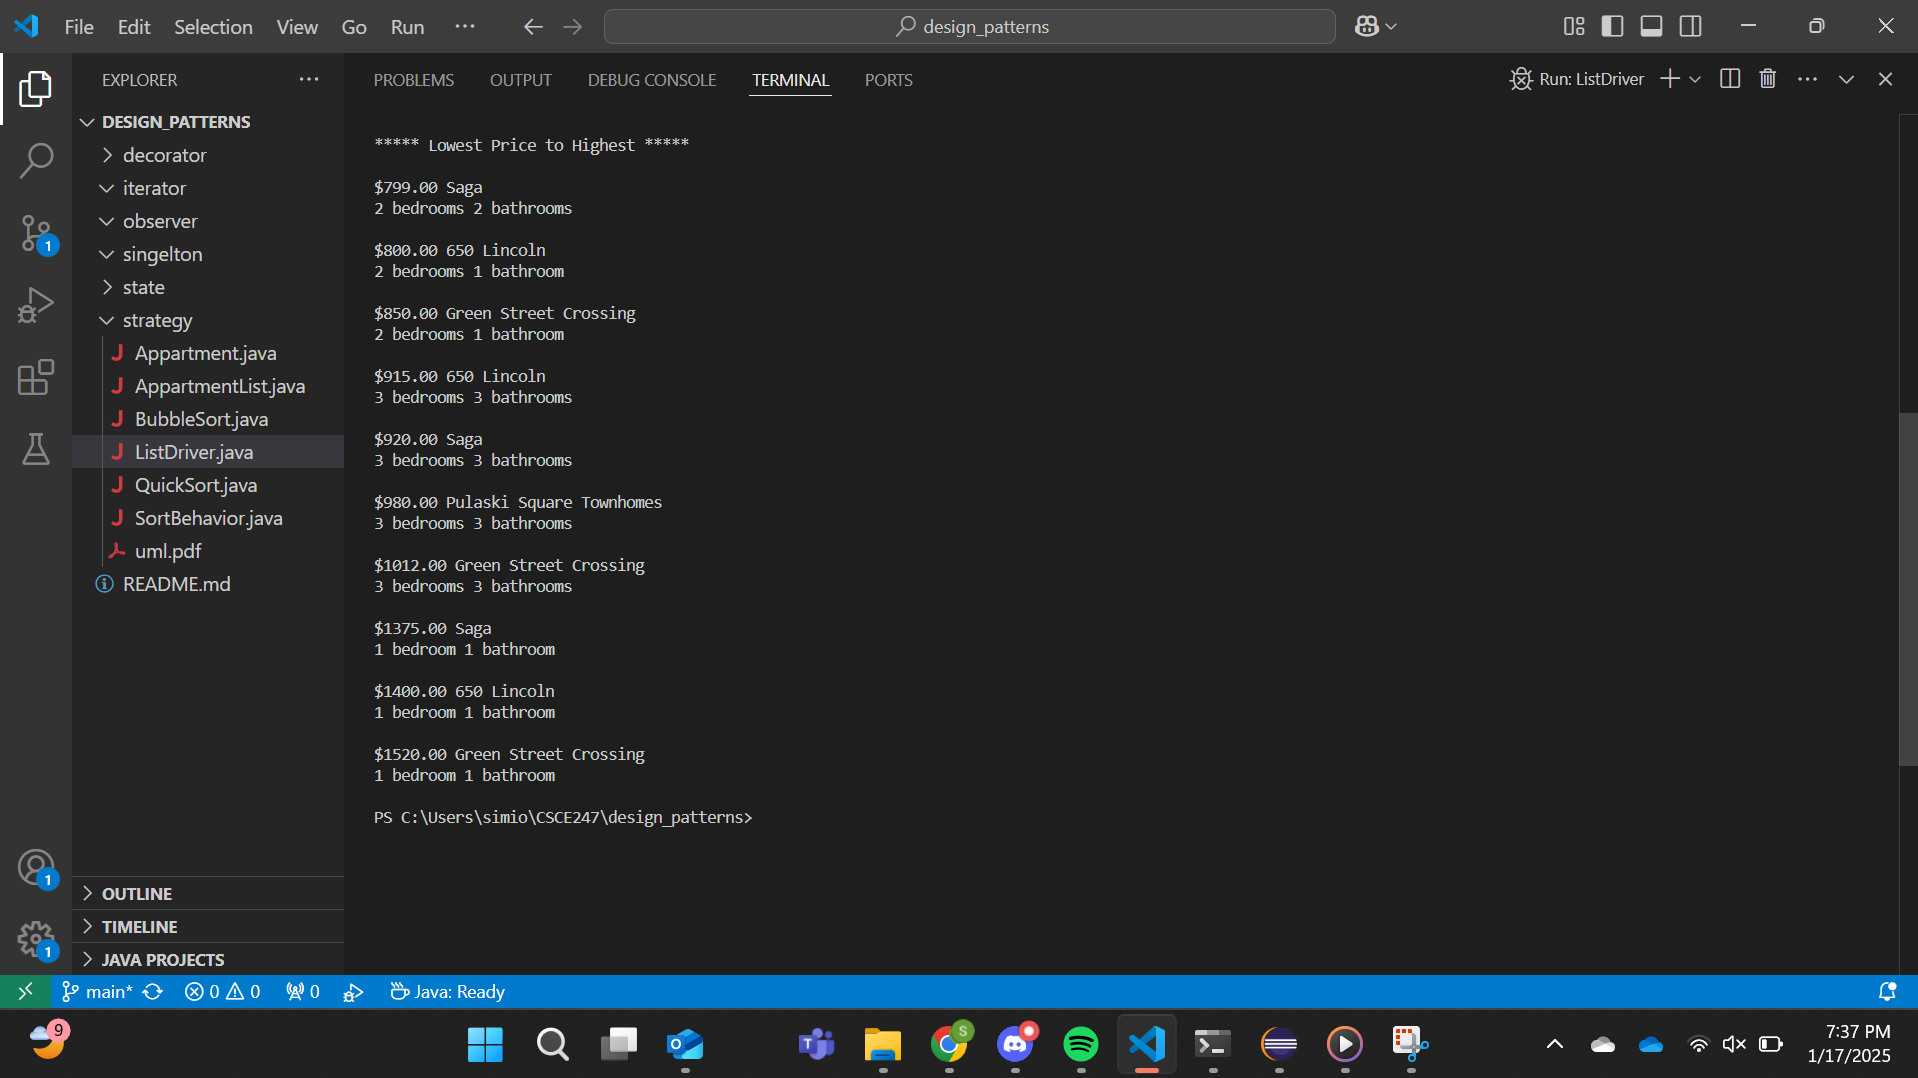 File Edit Selection View Go Run ··· design_patterns
EXPLORER ···
DESIGN_PATTERNS
decorator
iterator
observer
singelton
state
strategy
J Appartment.java
J AppartmentList.java
J BubbleSort.java
J ListDriver.java
J QuickSort.java
J SortBehavior.java
uml.pdf
README.md
OUTLINE
TIMELINE
JAVA PROJECTS
1
1
1
PROBLEMS OUTPUT DEBUG CONSOLE TERMINAL PORTS Run: ListDriver
***** Lowest Price to Highest *****
$799.00 Saga
2 bedrooms 2 bathrooms
$800.00 650 Lincoln
2 bedrooms 1 bathroom
$850.00 Green Street Crossing
2 bedrooms 1 bathroom
$915.00 650 Lincoln
3 bedrooms 3 bathrooms
$920.00 Saga
3 bedrooms 3 bathrooms
$980.00 Pulaski Square Townhomes
3 bedrooms 3 bathrooms
$1012.00 Green Street Crossing
3 bedrooms 3 bathrooms
$1375.00 Saga
1 bedroom 1 bathroom
$1400.00 650 Lincoln
1 bedroom 1 bathroom
$1520.00 Green Street Crossing
1 bedroom 1 bathroom
PS C:\Users\simio\CSCE247\design_patterns>
main* 0 0 0 Java: Ready
9 S 7:37 PM
1/17/2025